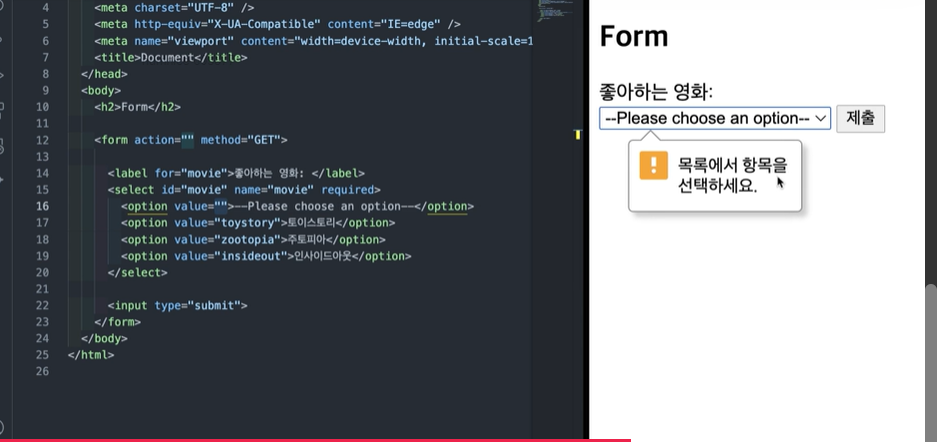 4 <meta charset="UTF-8" />
5 <meta http-equiv="X-UA-Compatible" content="IE=edge" />
6 <meta name="viewport" content="width=device-width, initial-scale=1
7 <title>Document</title>
8 </head>
9 <body>
10 <h2>Form</h2>
11
12 <form action="" method="GET">
13
14 <label for="movie">좋아하는 영화: </label>
15 <select id="movie" name="movie" required>
16 <option value="">--Please choose an option--</option>
17 <option value="toystory">토이스토리</option>
18 <option value="zootopia">주토피아</option>
19 <option value="insideout">인사이드아웃</option>
20 </select>
21
22 <input type="submit">
23 </form>
24 </body>
25 </html>
26
Form
좋아하는 영화:
--Please choose an option-- 제출
! 목록에서 항목을
선택하세요.